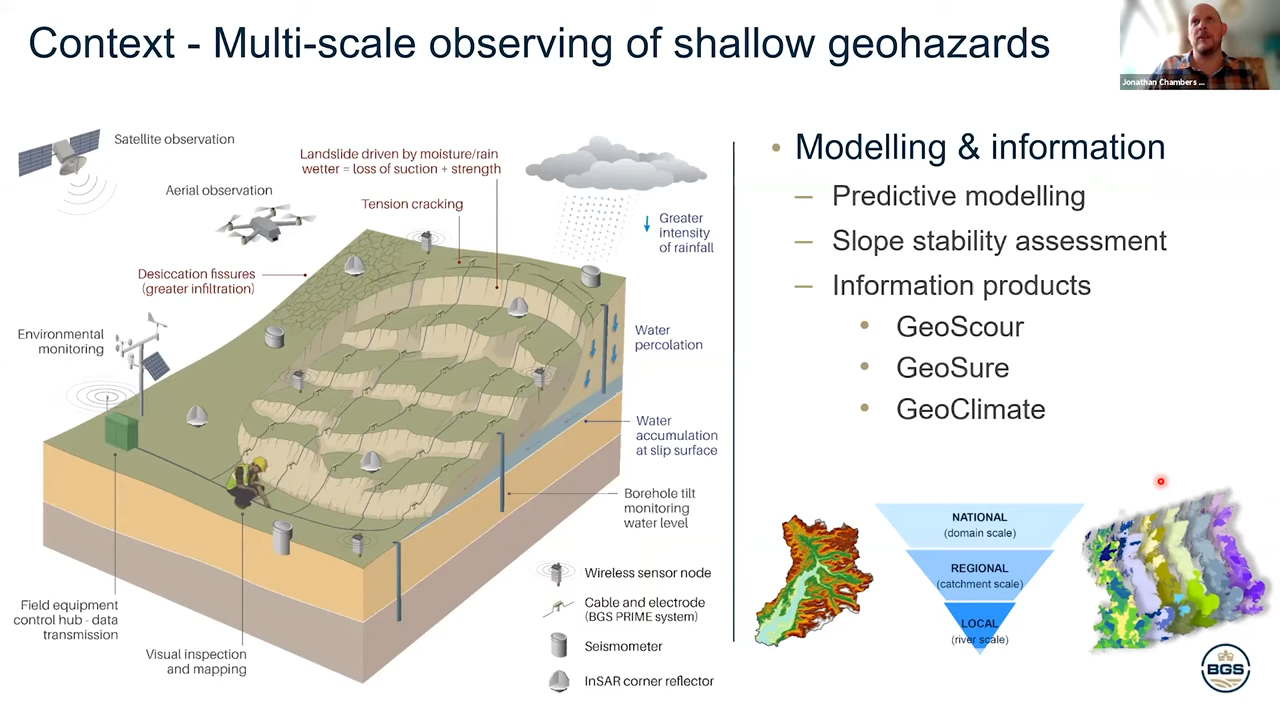 Context - Multi-scale observing of shallow geohazards
Jonathan Chambers ...
Satellite observation
Aerial observation
Landslide driven by moisture/rain
wetter = loss of suction + strength
Tension cracking
Greater
intensity
of rainfall
Desiccation fissures
(greater infiltration)
Environmental
monitoring
Water
percolation
Water
accumulation
at slip surface
Borehole tilt
monitoring
water level
Field equipment
control hub - data
transmission
Visual inspection
and mapping
Wireless sensor node
Cable and electrode
(BGS PRIME system)
Seismometer
InSAR corner reflector
• Modelling & information
– Predictive modelling
– Slope stability assessment
– Information products
• GeoScour
• GeoSure
• GeoClimate
NATIONAL
(domain scale)
REGIONAL
(catchment scale)
LOCAL
(river scale)
BGS